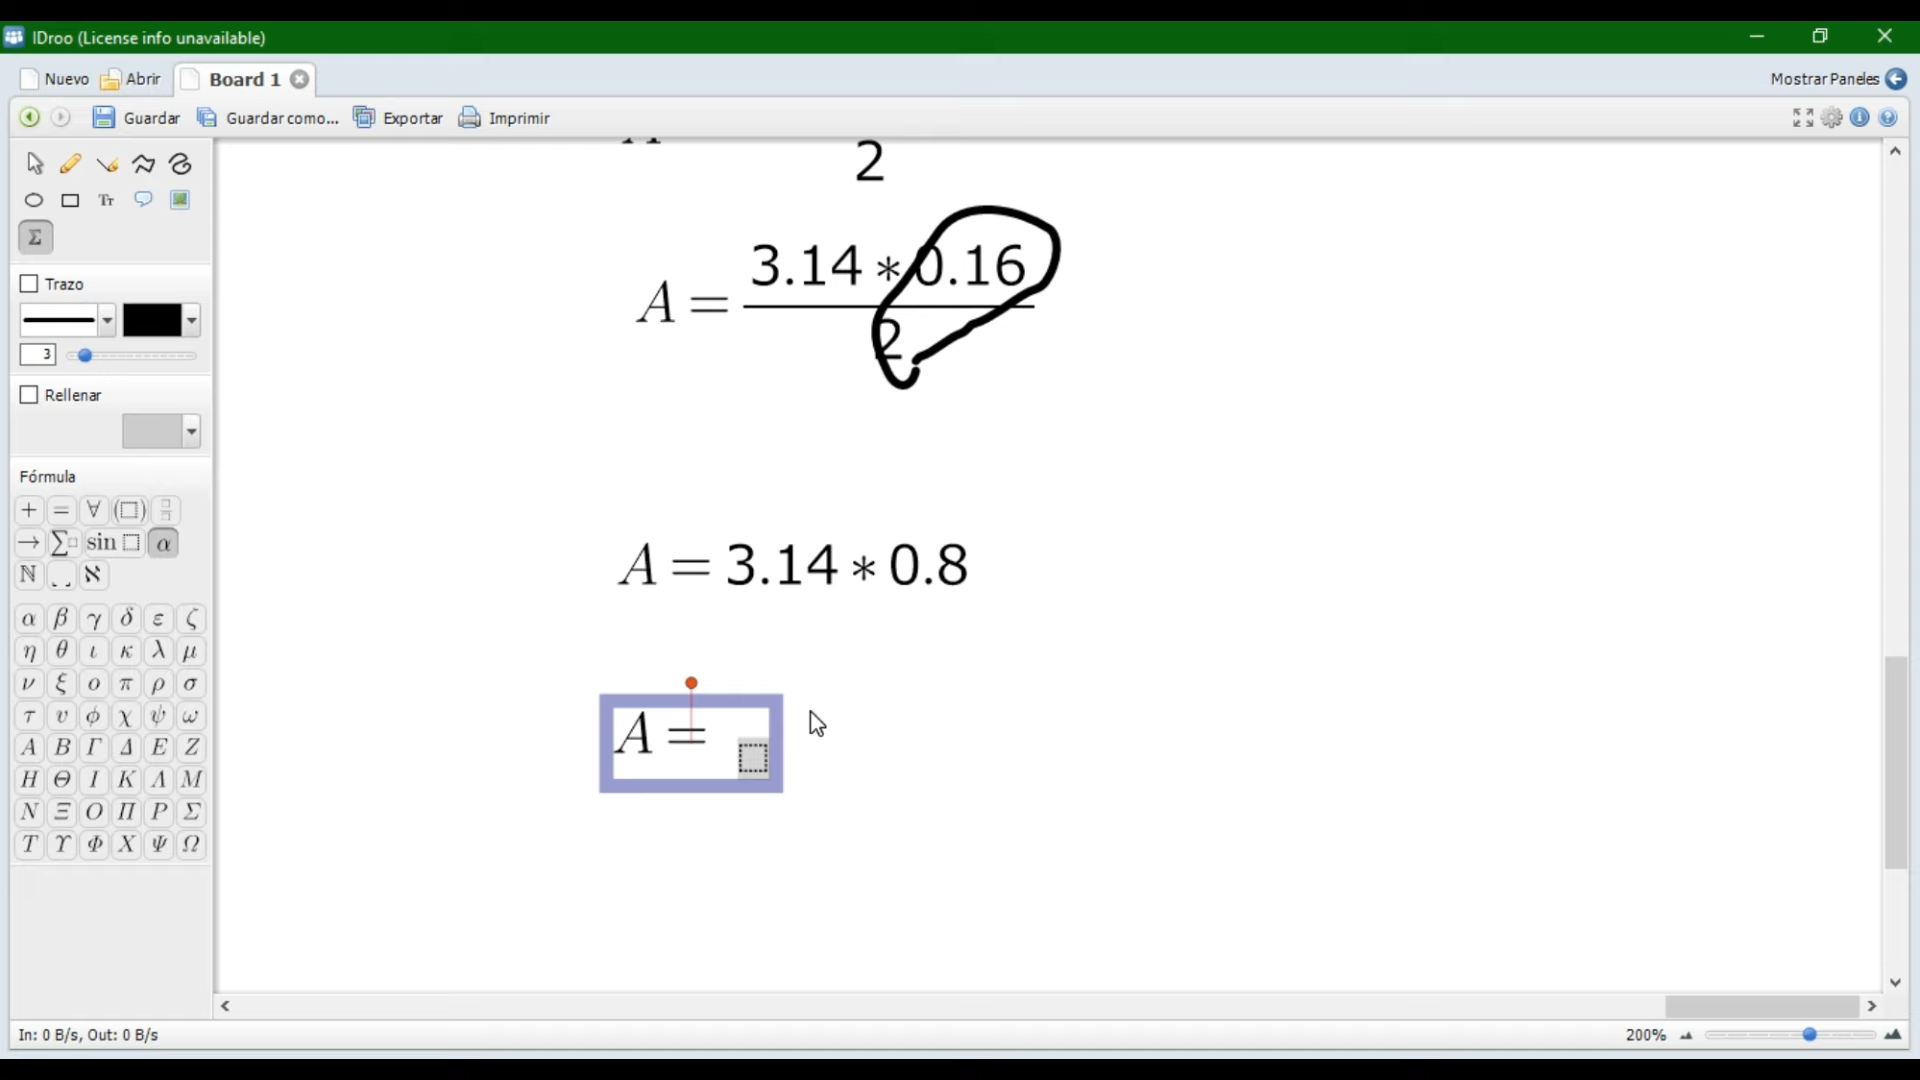 IDroo (License info unavailable)
Nuevo Abrir Board 1 Mostrar Paneles
Guardar Guardar como... Exportar Imprimir
2
A = 3.14 * 0.16 / 2
Trazo
3
Rellenar
Fórmula
+ = ∀ (□)
→ ∑ sin α
ℕ ℵ
A = 3.14 * 0.8
α β γ δ ε ζ
η θ ι κ λ μ
ν ξ ο π ρ σ
τ υ φ χ ψ ω
Α Β Γ Δ Ε Ζ
Η Θ Ι Κ Λ Μ
Ν Ξ Ο Π Ρ Σ
Τ ϒ Φ Χ Ψ Ω
A =
In: 0 B/s, Out: 0 B/s 200%